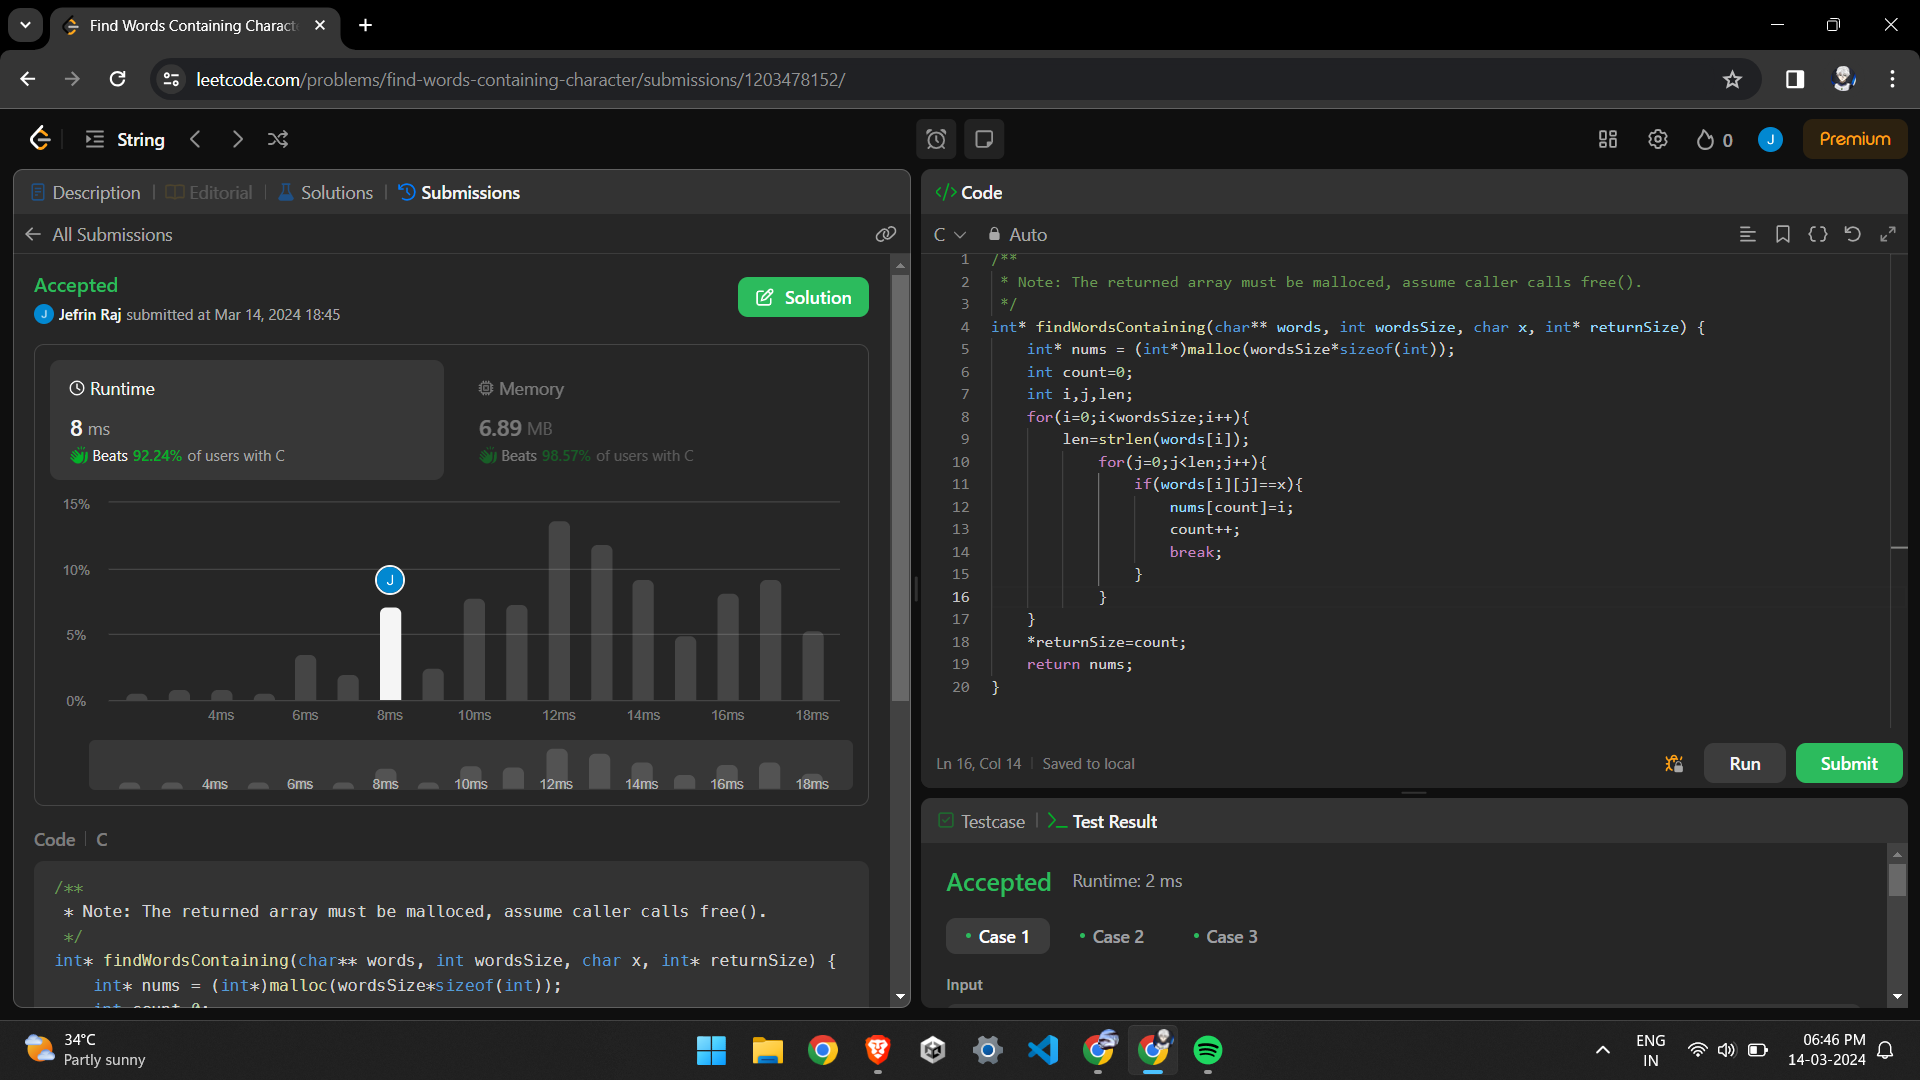 Find Words Containing Charact
leetcode.com/problems/find-words-containing-character/submissions/1203478152/
String
0
J
Premium
Description
Editorial
Solutions
Submissions
All Submissions
Accepted
J Jefrin Raj submitted at Mar 14, 2024 18:45
Solution
Runtime
8 ms
Beats 92.24% of users with C
Memory
6.89 MB
Beats 98.57% of users with C
15%
10%
5%
0%
J
4ms 6ms 8ms 10ms 12ms 14ms 16ms 18ms
4ms 6ms 8ms 10ms 12ms 14ms 16ms 18ms
Code C
/**
* Note: The returned array must be malloced, assume caller calls free().
*/
int* findWordsContaining(char** words, int wordsSize, char x, int* returnSize) {
int* nums = (int*)malloc(wordsSize*sizeof(int));
int count=0;
</> Code
C
Auto
1 /**
2 * Note: The returned array must be malloced, assume caller calls free().
3 */
4 int* findWordsContaining(char** words, int wordsSize, char x, int* returnSize) {
5 int* nums = (int*)malloc(wordsSize*sizeof(int));
6 int count=0;
7 int i,j,len;
8 for(i=0;i<wordsSize;i++){
9 len=strlen(words[i]);
10 for(j=0;j<len;j++){
11 if(words[i][j]==x){
12 nums[count]=i;
13 count++;
14 break;
15 }
16 }
17 }
18 *returnSize=count;
19 return nums;
20 }
Ln 16, Col 14 Saved to local
Run
Submit
Testcase
Test Result
Accepted Runtime: 2 ms
Case 1 Case 2 Case 3
Input
34°C
Partly sunny
ENG
IN
06:46 PM
14-03-2024